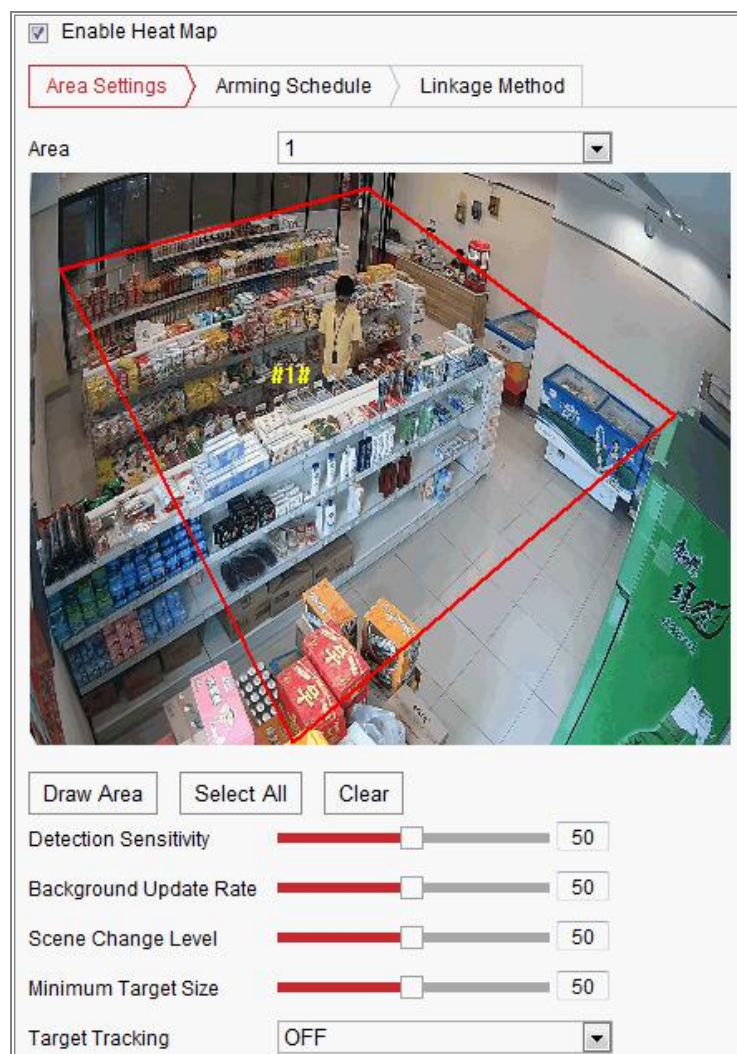 Enable Heat Map
Area Settings Arming Schedule Linkage Method
Area 1
#1#
Draw Area Select All Clear
Detection Sensitivity 50
Background Update Rate 50
Scene Change Level 50
Minimum Target Size 50
Target Tracking OFF